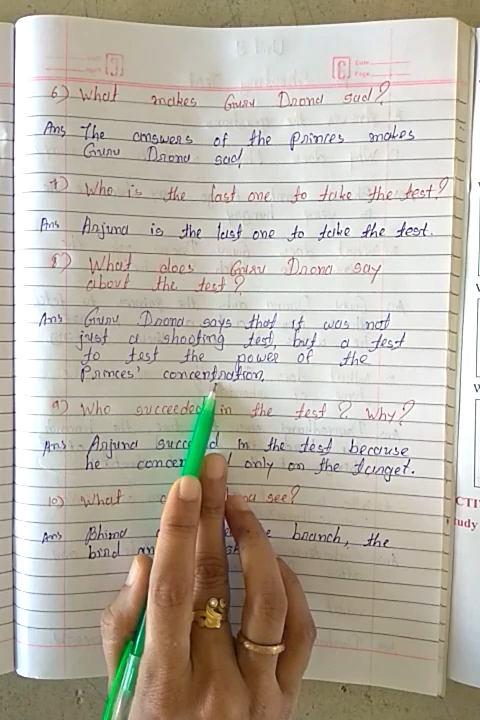 6) What makes Guru Drona sad?
Ans The answers of the princes makes
Guru Drona sad
7) Who is the last one to take the test?
Ans Arjuna is the last one to take the test.
8) What does Guru Drona say
about the test?
Ans Guru Drona says that it was not
just a shooting test, but a test
to test the power of the
Princes' concentration.
9) Who succeeded in the test? Why?
Ans Arjuna succeed in the test because
he only on the target.
10) What see?
Ans Bhima branch, the
bird
CTI
tudy